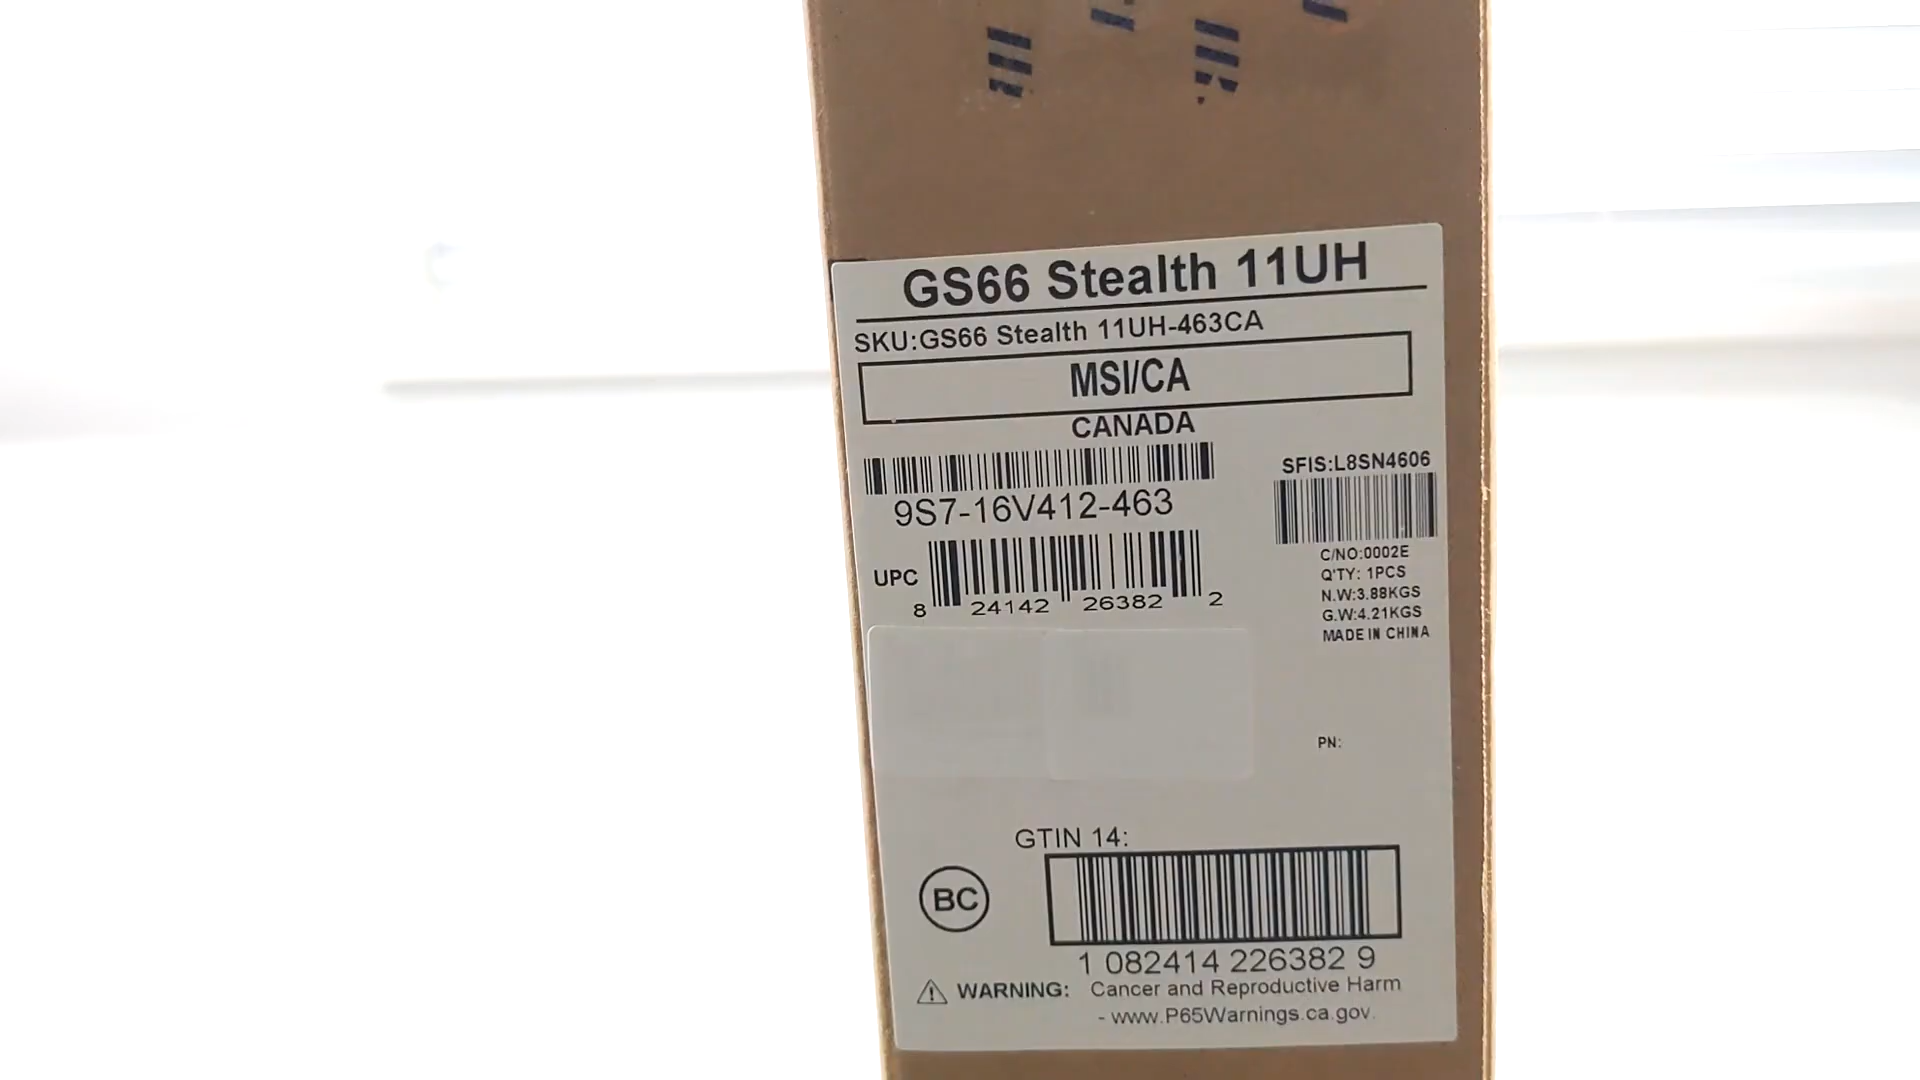 GS66 Stealth 11UH
SKU:GS66 Stealth 11UH-463CA
MSI/CA
CANADA
9S7-16V412-463
UPC
8 24142 26382 2
SFIS:L8SN4606
C/NO:0002E
Q'TY: 1PCS
N.W:3.88KGS
G.W:4.21KGS
MADE IN CHINA
PN:
GTIN 14:
BC
1 082414 226382 9
WARNING: Cancer and Reproductive Harm
- www.P65Warnings.ca.gov.